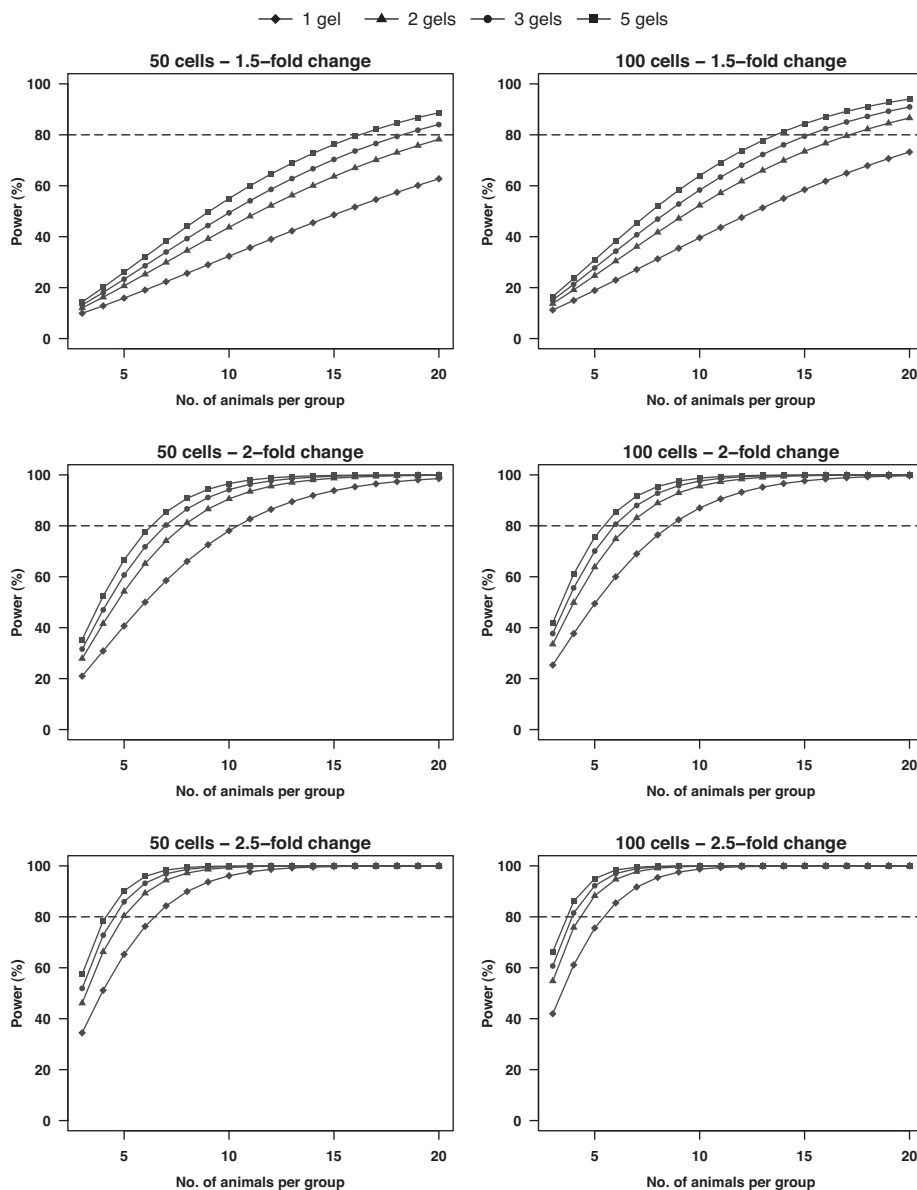 1 gel 2 gels 3 gels 5 gels
50 cells – 1.5–fold change
Power (%)
100
80
60
40
20
0
5 10 15 20
No. of animals per group
100 cells – 1.5–fold change
Power (%)
100
80
60
40
20
0
5 10 15 20
No. of animals per group
50 cells – 2–fold change
Power (%)
100
80
60
40
20
0
5 10 15 20
No. of animals per group
100 cells – 2–fold change
Power (%)
100
80
60
40
20
0
5 10 15 20
No. of animals per group
50 cells – 2.5–fold change
Power (%)
100
80
60
40
20
0
5 10 15 20
No. of animals per group
100 cells – 2.5–fold change
Power (%)
100
80
60
40
20
0
5 10 15 20
No. of animals per group